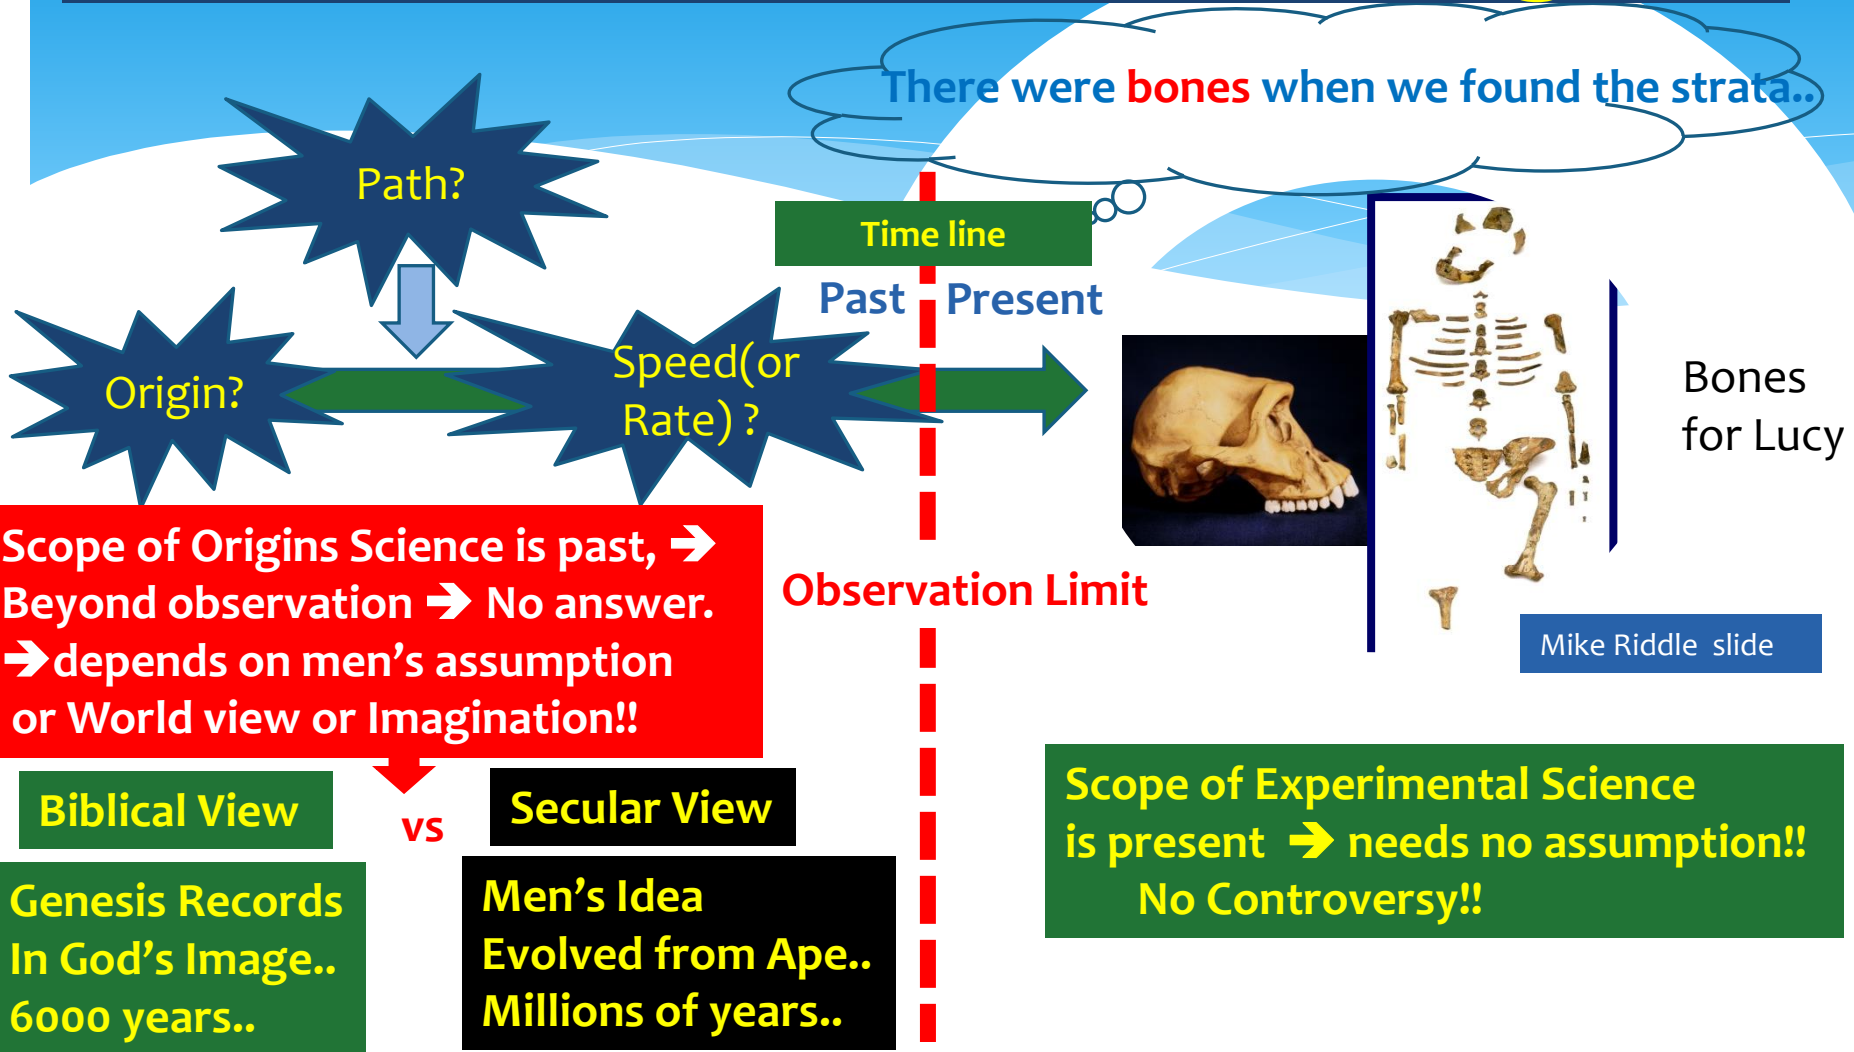 There were bones when we found the strata..
Path?
Time line
Past
Present
Origin?
Speed(or
Rate) ?
Bones
for Lucy
Scope of Origins Science is past, ➔
Beyond observation ➔ No answer.
➔depends on men’s assumption
or World view or Imagination!!
Observation Limit
Mike Riddle slide
Biblical View
vs
Secular View
Scope of Experimental Science
is present ➔ needs no assumption!!
No Controversy!!
Genesis Records
In God’s Image..
6000 years..
Men’s Idea
Evolved from Ape..
Millions of years..